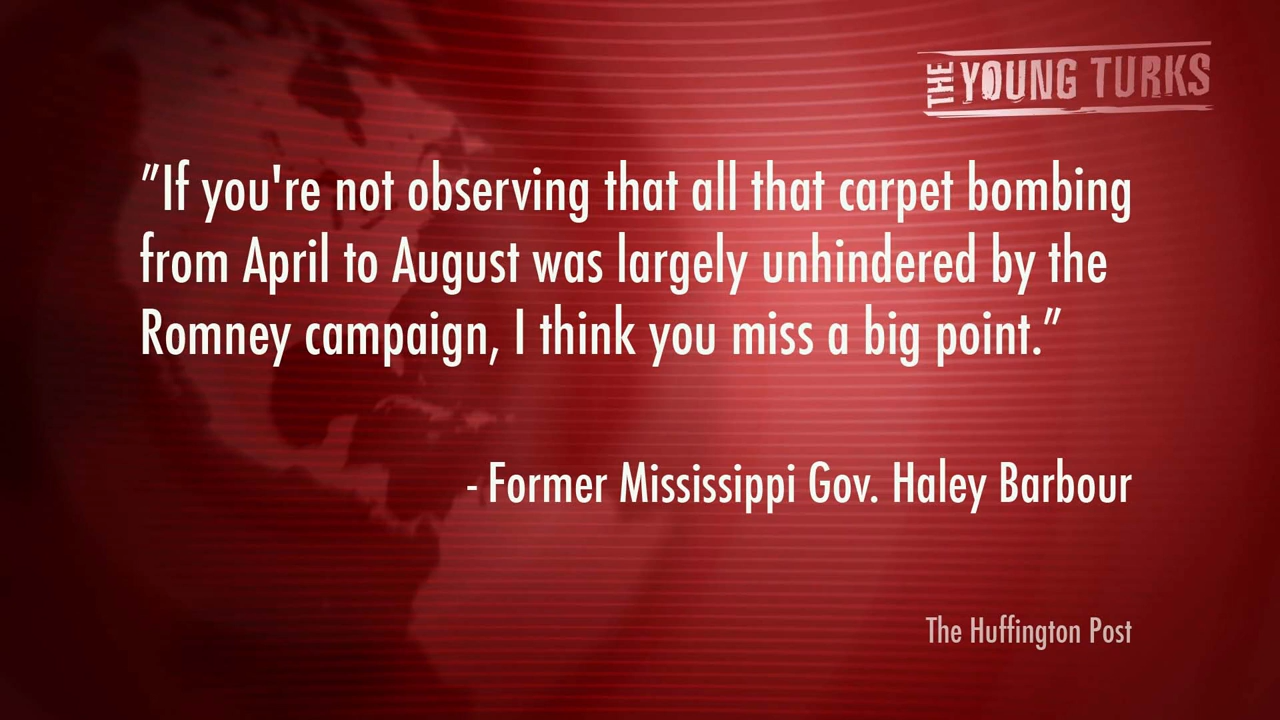 THE YOUNG TURKS
"If you're not observing that all that carpet bombing
from April to August was largely unhindered by the
Romney campaign, I think you miss a big point."
- Former Mississippi Gov. Haley Barbour
The Huffington Post